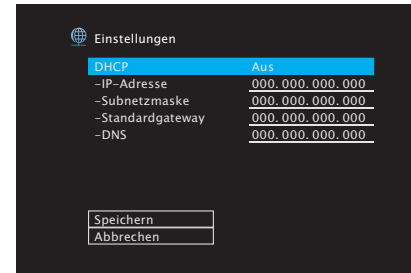 Einstellungen
DHCP Aus
-IP-Adresse 000. 000. 000. 000
-Subnetzmaske 000. 000. 000. 000
-Standardgateway 000. 000. 000. 000
-DNS 000. 000. 000. 000
Speichern
Abbrechen